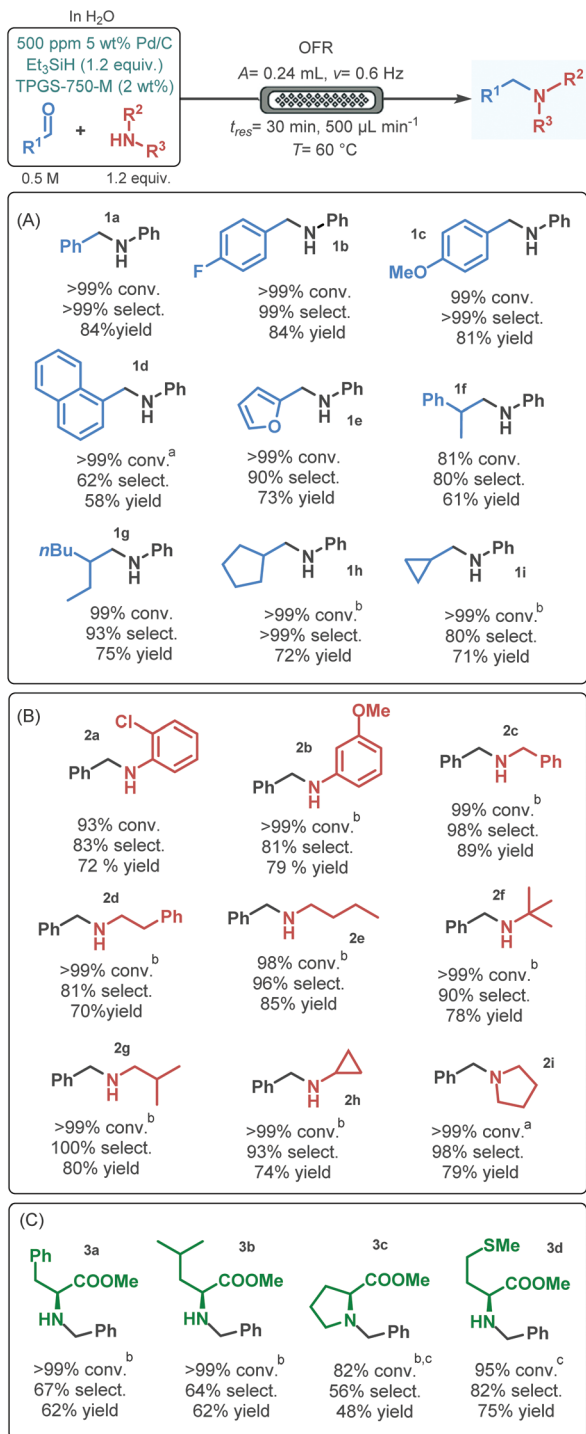 In H2O
500 ppm 5 wt% Pd/C
Et3SiH (1.2 equiv.)
TPGS-750-M (2 wt%)
O
R1
+
R2
HN
R3
0.5 M
1.2 equiv.
OFR
A= 0.24 mL, v= 0.6 Hz
tres= 30 min, 500 µL min-1
T= 60 °C
R1
N
R2
R3
(A)
1a
Ph
N
H
Ph
>99% conv.
>99% select.
84%yield
F
N
H
Ph
1b
>99% conv.
99% select.
84% yield
1c
MeO
N
H
Ph
99% conv.
>99% select.
81% yield
1d
N
H
Ph
>99% conv.a
62% select.
58% yield
O
N
H
Ph
1e
>99% conv.
90% select.
73% yield
1f
Ph
N
H
Ph
81% conv.
80% select.
61% yield
1g
nBu
N
H
Ph
99% conv.
93% select.
75% yield
N
H
Ph
1h
>99% conv.b
>99% select.
72% yield
N
H
Ph
1i
>99% conv.b
80% select.
71% yield
(B)
2a
Cl
Ph
N
H
93% conv.
83% select.
72 % yield
2b
OMe
Ph
N
H
>99% conv.b
81% select.
79 % yield
2c
Ph
N
H
Ph
99% conv.b
98% select.
89% yield
2d
Ph
N
H
Ph
>99% conv.b
81% select.
70%yield
Ph
N
H
2e
98% conv.b
96% select.
85% yield
2f
Ph
N
H
>99% conv.b
90% select.
78% yield
2g
Ph
N
H
>99% conv.b
100% select.
80% yield
Ph
N
H
2h
>99% conv.b
93% select.
74% yield
2i
Ph
N
>99% conv.a
98% select.
79% yield
(C)
3a
Ph
COOMe
HN
Ph
>99% conv.b
67% select.
62% yield
3b
COOMe
HN
Ph
>99% conv.b
64% select.
62% yield
3c
COOMe
N
Ph
82% conv.b,c
56% select.
48% yield
3d
SMe
COOMe
HN
Ph
95% conv.c
82% select.
75% yield